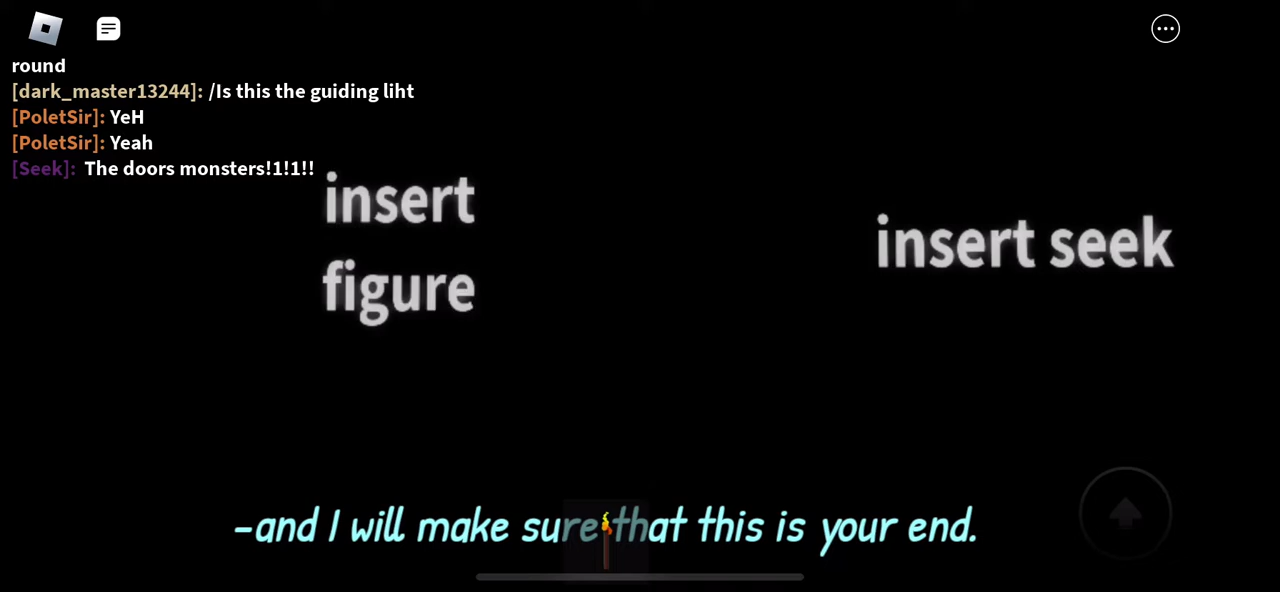 round
[dark_master13244]: /Is this the guiding liht
[PoletSir]: YeH
[PoletSir]: Yeah
[Seek]: The doors monsters!1!1!!
insert
figure
insert seek
-and I will make sure that this is your end.